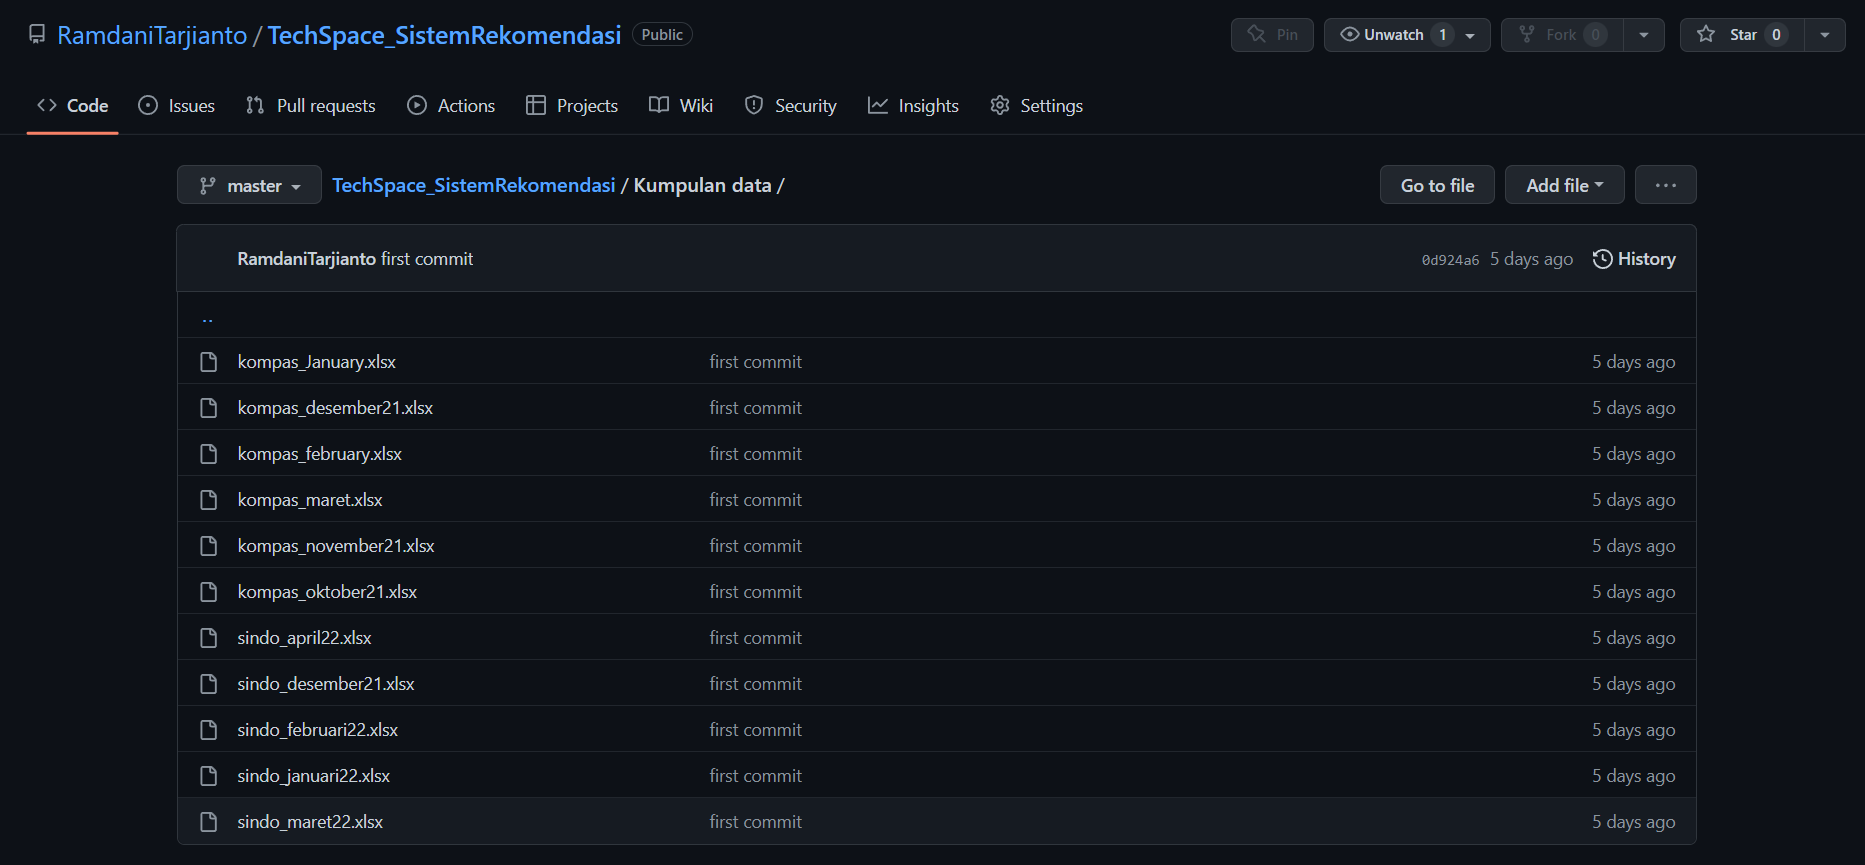 RamdaniTarjianto / TechSpace_SistemRekomendasi Public Pin Unwatch 1 Fork 0 Star 0
Code Issues Pull requests Actions Projects Wiki Security Insights Settings
master TechSpace_SistemRekomendasi / Kumpulan data / Go to file Add file ...
RamdaniTarjianto first commit 0d924a6 5 days ago History
..
kompas_January.xlsx first commit 5 days ago
kompas_desember21.xlsx first commit 5 days ago
kompas_february.xlsx first commit 5 days ago
kompas_maret.xlsx first commit 5 days ago
kompas_november21.xlsx first commit 5 days ago
kompas_oktober21.xlsx first commit 5 days ago
sindo_april22.xlsx first commit 5 days ago
sindo_desember21.xlsx first commit 5 days ago
sindo_februari22.xlsx first commit 5 days ago
sindo_januari22.xlsx first commit 5 days ago
sindo_maret22.xlsx first commit 5 days ago